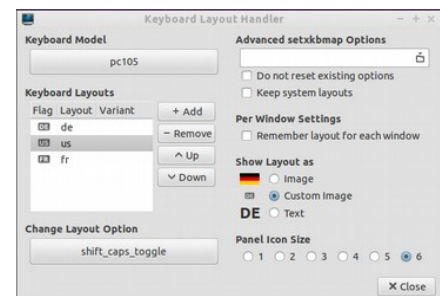 Keyboard Layout Handler
Keyboard Model
pc105
Keyboard Layouts
Flag Layout Variant
DE de
US us
FR fr
+ Add
− Remove
Up
Down
Change Layout Option
shift_caps_toggle
Advanced setxkbmap Options
Do not reset existing options
Keep system layouts
Per Window Settings
Remember layout for each window
Show Layout as
Image
DE Custom Image
DE Text
Panel Icon Size
1 2 3 4 5 6
Close